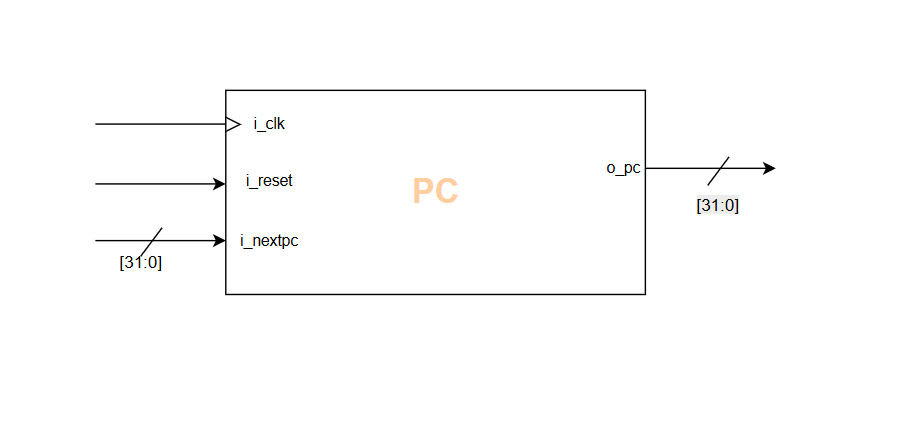 i_clk
i_reset
i_nextpc
[31:0]
PC
o_pc
[31:0]